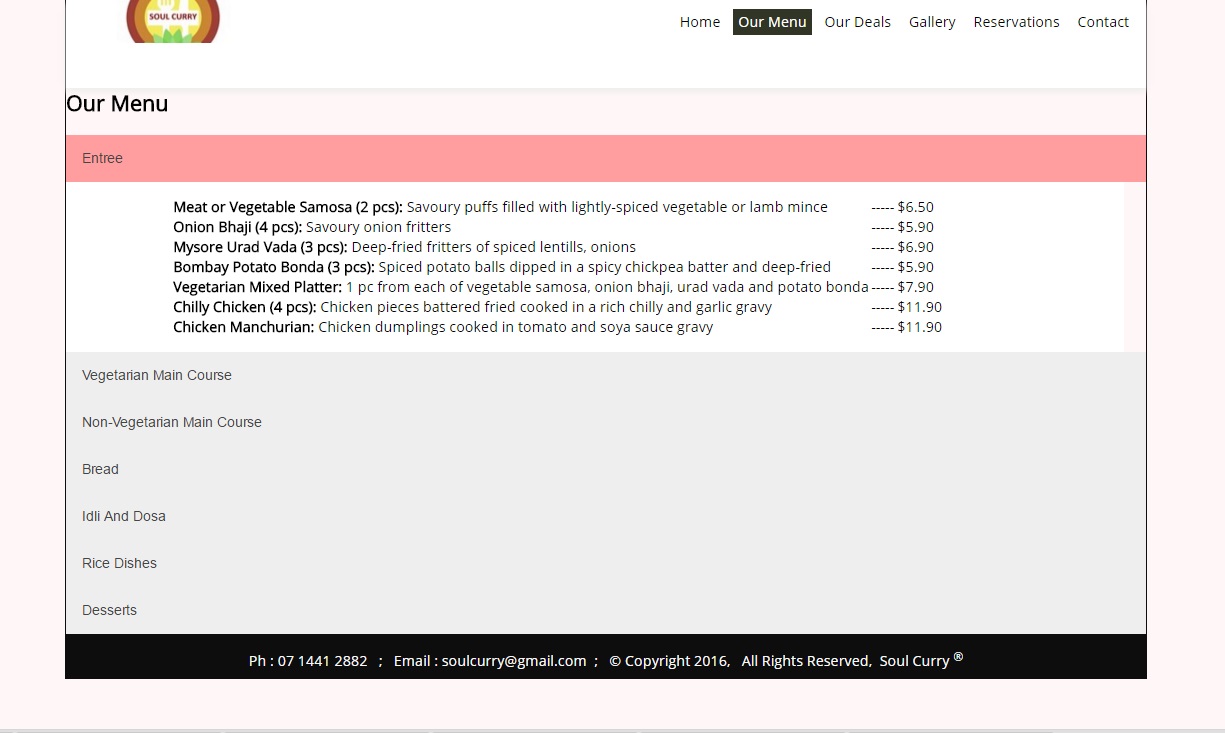 SOUL CURRY
Home Our Menu Our Deals Gallery Reservations Contact
Our Menu
Entree
Meat or Vegetable Samosa (2 pcs): Savoury puffs filled with lightly-spiced vegetable or lamb mince ----- $6.50
Onion Bhaji (4 pcs): Savoury onion fritters ----- $5.90
Mysore Urad Vada (3 pcs): Deep-fried fritters of spiced lentills, onions ----- $6.90
Bombay Potato Bonda (3 pcs): Spiced potato balls dipped in a spicy chickpea batter and deep-fried ----- $5.90
Vegetarian Mixed Platter: 1 pc from each of vegetable samosa, onion bhaji, urad vada and potato bonda ----- $7.90
Chilly Chicken (4 pcs): Chicken pieces battered fried cooked in a rich chilly and garlic gravy ----- $11.90
Chicken Manchurian: Chicken dumplings cooked in tomato and soya sauce gravy ----- $11.90
Vegetarian Main Course
Non-Vegetarian Main Course
Bread
Idli And Dosa
Rice Dishes
Desserts
Ph : 07 1441 2882 ; Email : soulcurry@gmail.com ; © Copyright 2016, All Rights Reserved, Soul Curry ®